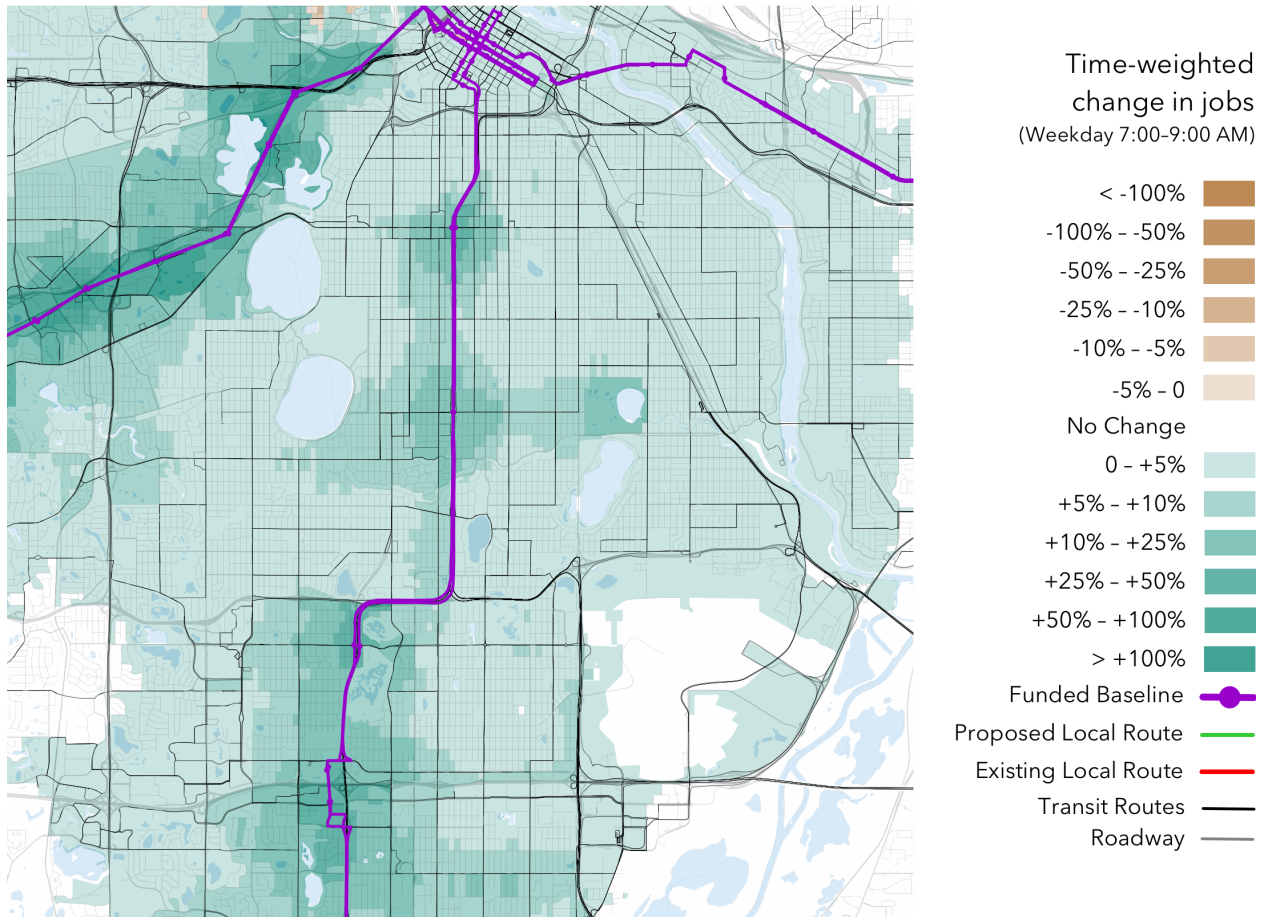 Time-weighted
change in jobs
(Weekday 7:00–9:00 AM)
< -100%
-100% – -50%
-50% – -25%
-25% – -10%
-10% – -5%
-5% – 0
No Change
0 – +5%
+5% – +10%
+10% – +25%
+25% – +50%
+50% – +100%
> +100%
Funded Baseline
Proposed Local Route
Existing Local Route
Transit Routes
Roadway